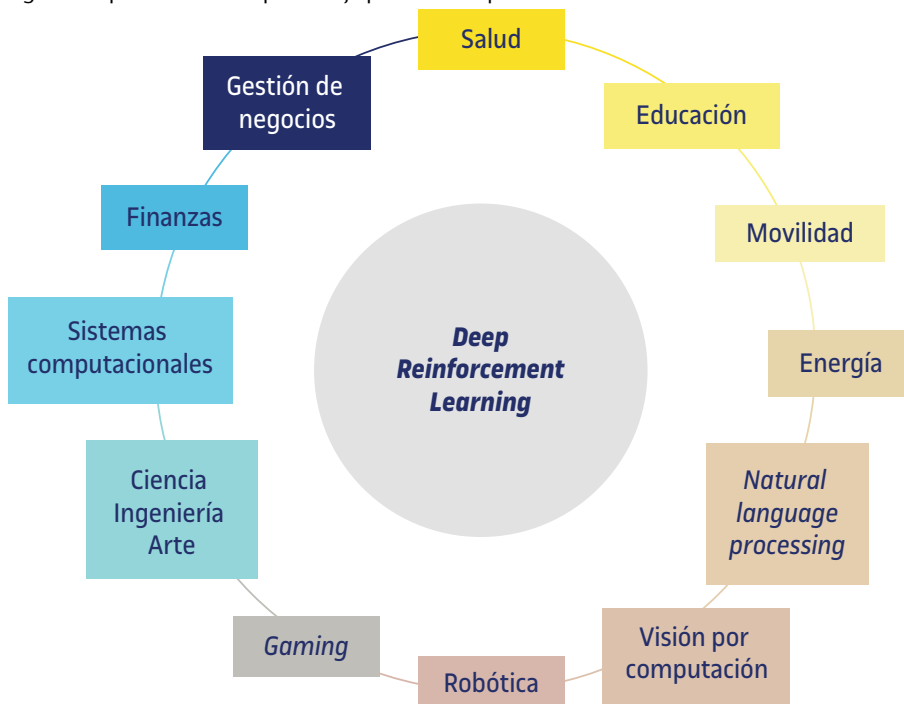 Salud
Gestión de
negocios
Educación
Finanzas
Movilidad
Sistemas
computacionales
Deep
Reinforcement
Learning
Energía
Ciencia
Ingeniería
Arte
Natural
language
processing
Gaming
Visión por
computación
Robótica